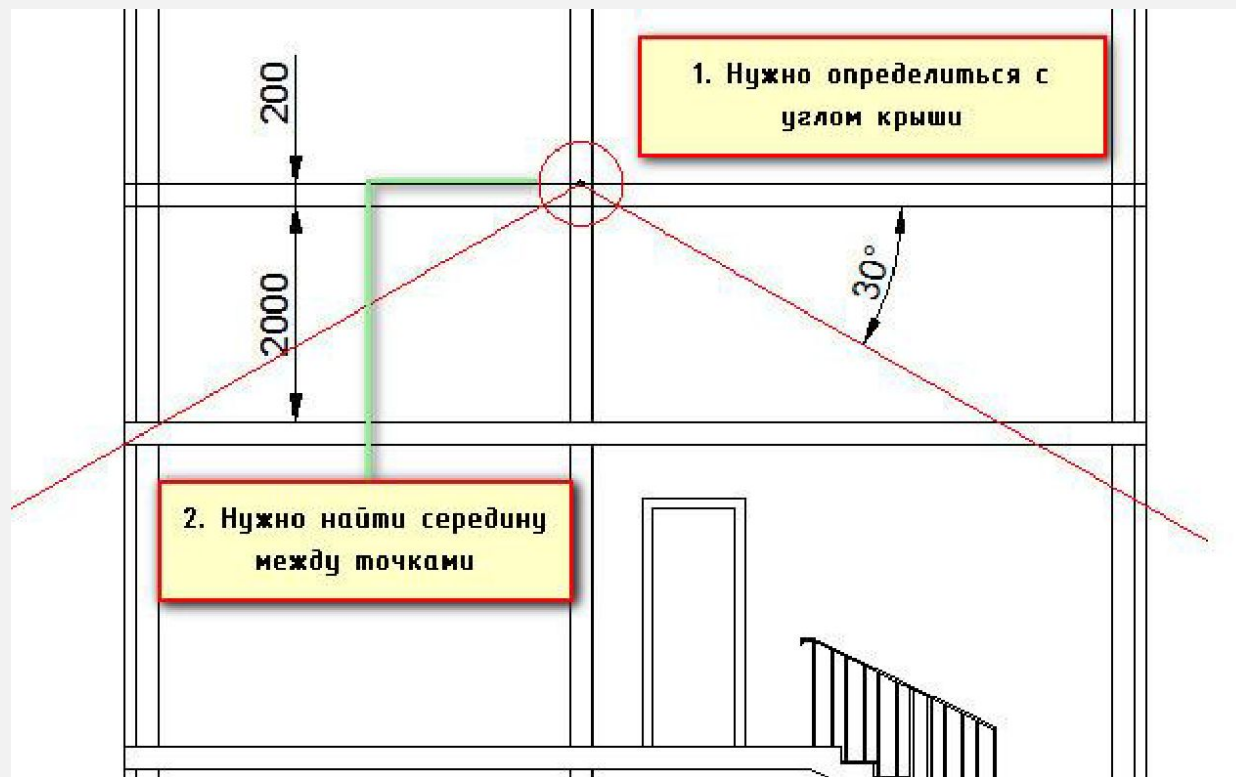 1. Нужно определиться с
углом крыши
200
2000
30°
2. Нужно найти середину
между точками